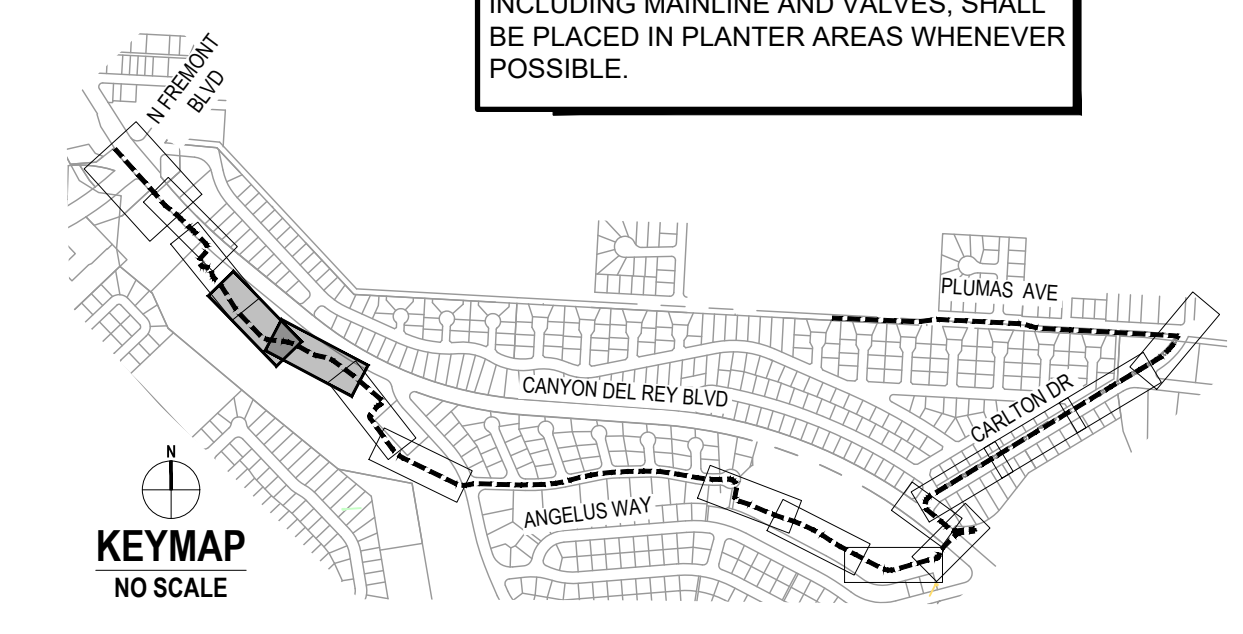 INCLUDING MAINLINE AND VALVES, SHALL
BE PLACED IN PLANTER AREAS WHENEVER
POSSIBLE.
N FREMONT
BLVD
PLUMAS AVE
CANYON DEL REY BLVD
CARLTON DR
ANGELUS WAY
N
KEYMAP
NO SCALE